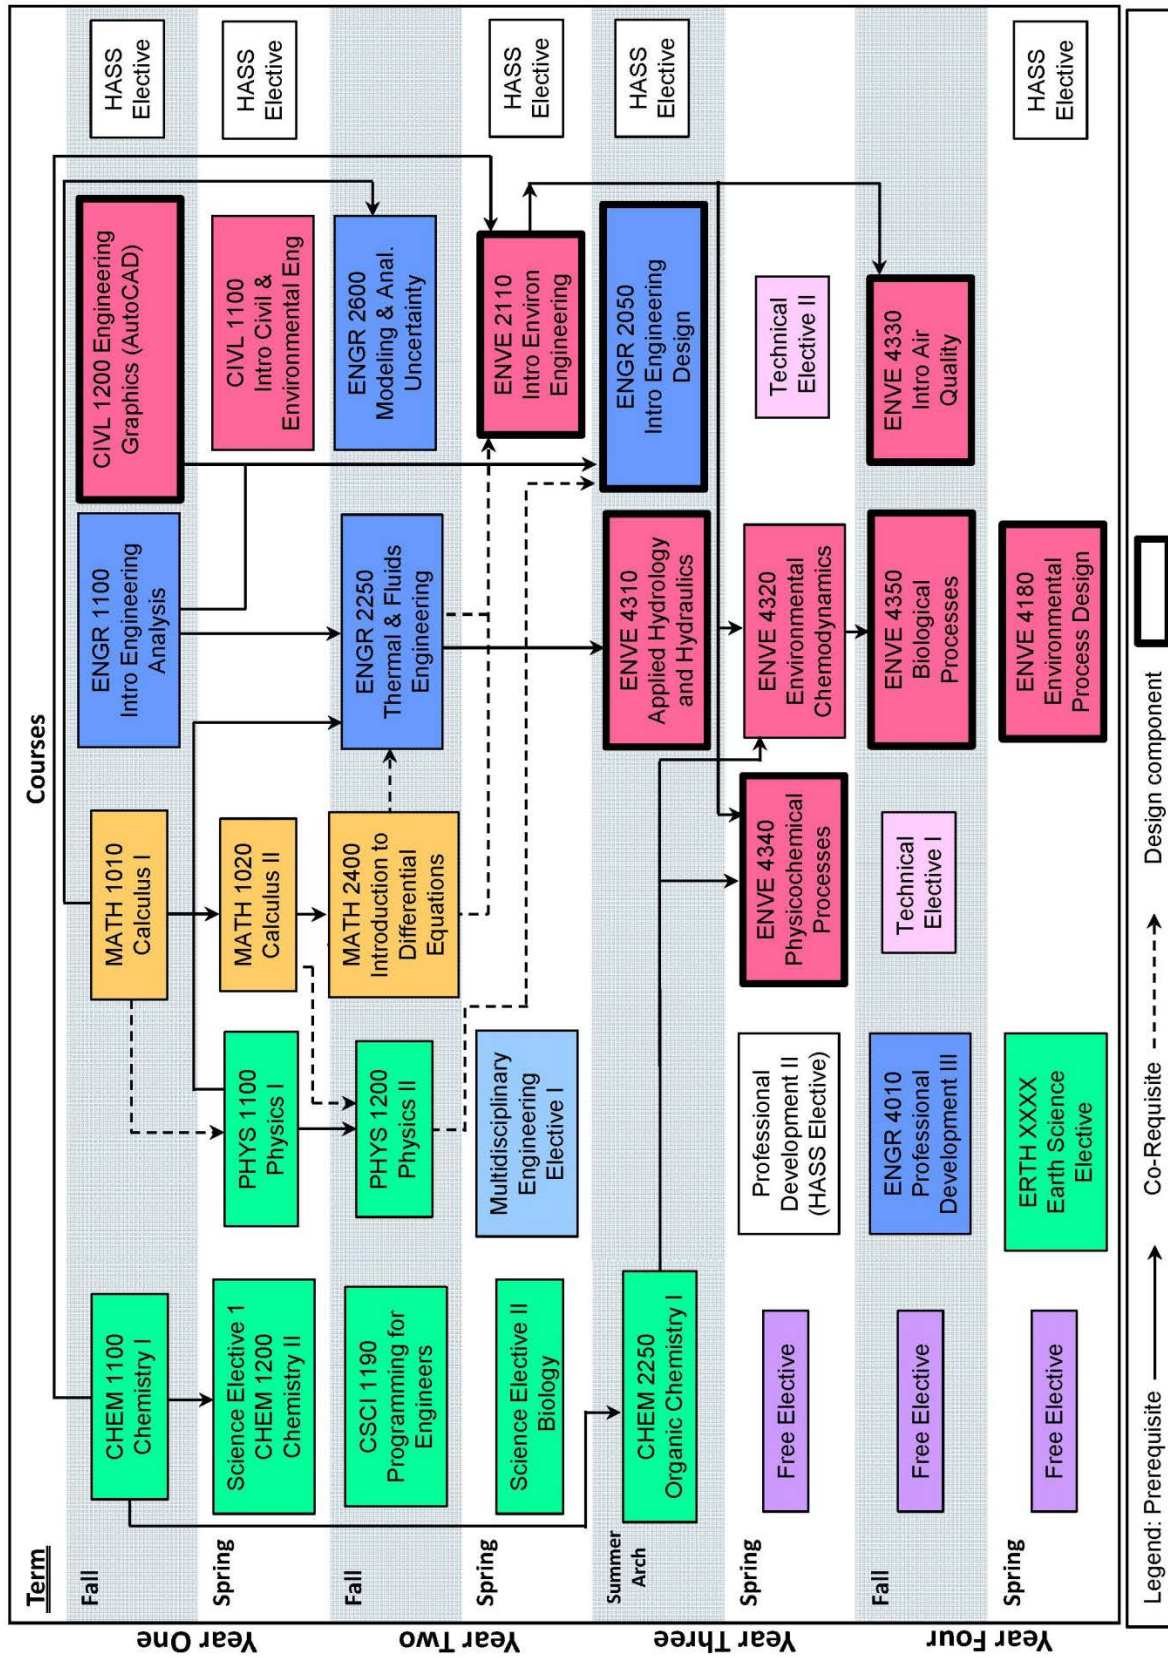 Courses
Term
Year One
Fall
CHEM 1100
Chemistry I
MATH 1010
Calculus I
ENGR 1100
Intro Engineering
Analysis
CIVL 1200 Engineering
Graphics (AutoCAD)
HASS
Elective
Spring
Science Elective 1
CHEM 1200
Chemistry II
PHYS 1100
Physics I
MATH 1020
Calculus II
CIVL 1100
Intro Civil &
Environmental Eng
HASS
Elective
Year Two
Fall
CSCI 1190
Programming for
Engineers
PHYS 1200
Physics II
MATH 2400
Introduction to
Differential
Equations
ENGR 2250
Thermal & Fluids
Engineering
ENGR 2600
Modeling & Anal.
Uncertainty
Spring
Science Elective II
Biology
Multidisciplinary
Engineering
Elective I
ENVE 2110
Intro Environ
Engineering
HASS
Elective
Year Three
Summer
Arch
CHEM 2250
Organic Chemistry I
ENVE 4310
Applied Hydrology
and Hydraulics
ENGR 2050
Intro Engineering
Design
HASS
Elective
Spring
Free Elective
Professional
Development II
(HASS Elective)
ENVE 4340
Physicochemical
Processes
ENVE 4320
Environmental
Chemodynamics
Technical
Elective II
Year Four
Fall
Free Elective
ENGR 4010
Professional
Development III
Technical
Elective I
ENVE 4350
Biological
Processes
ENVE 4330
Intro Air
Quality
Spring
Free Elective
ERTH XXXX
Earth Science
Elective
ENVE 4180
Environmental
Process Design
HASS
Elective
Legend: Prerequisite
Co-Requisite
Design component